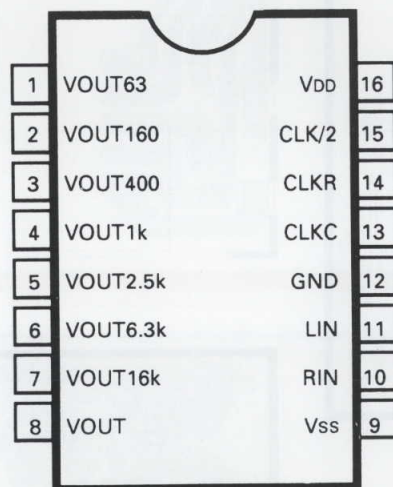 1 VOUT63 VDD 16
2 VOUT160 CLK/2 15
3 VOUT400 CLKR 14
4 VOUT1k CLKC 13
5 VOUT2.5k GND 12
6 VOUT6.3k LIN 11
7 VOUT16k RIN 10
8 VOUT Vss 9